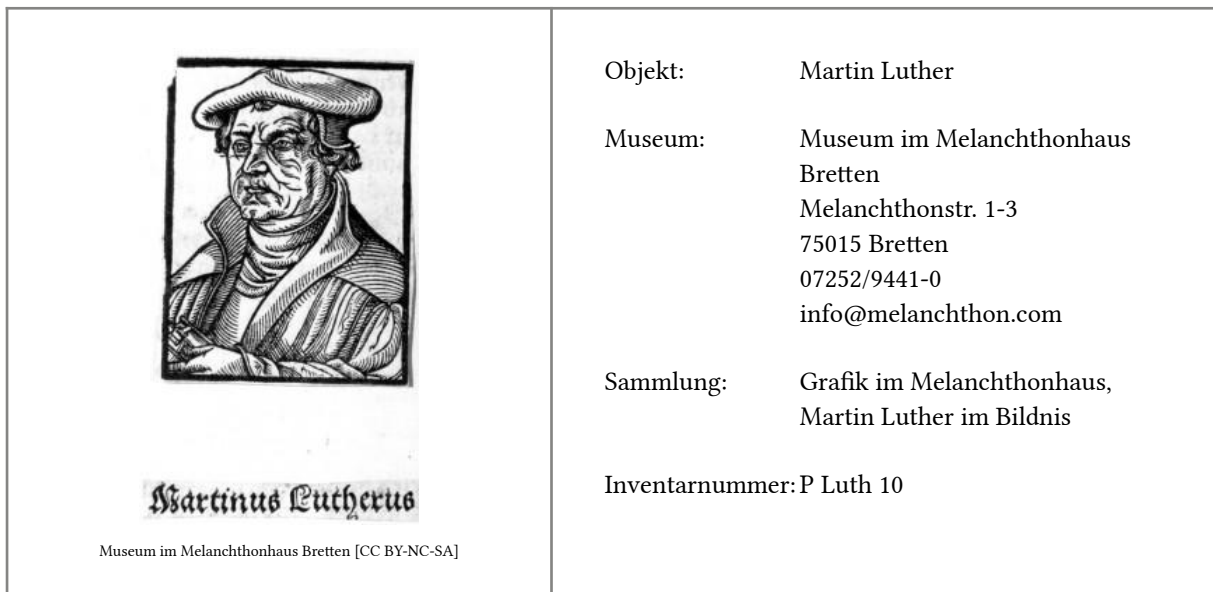 Martinus Lutherus
Museum im Melanchthonhaus Bretten [CC BY-NC-SA]
Objekt: Martin Luther
Museum: Museum im Melanchthonhaus
Bretten
Melanchthonstr. 1-3
75015 Bretten
07252/9441-0
info@melanchthon.com
Sammlung: Grafik im Melanchthonhaus,
Martin Luther im Bildnis
Inventarnummer: P Luth 10